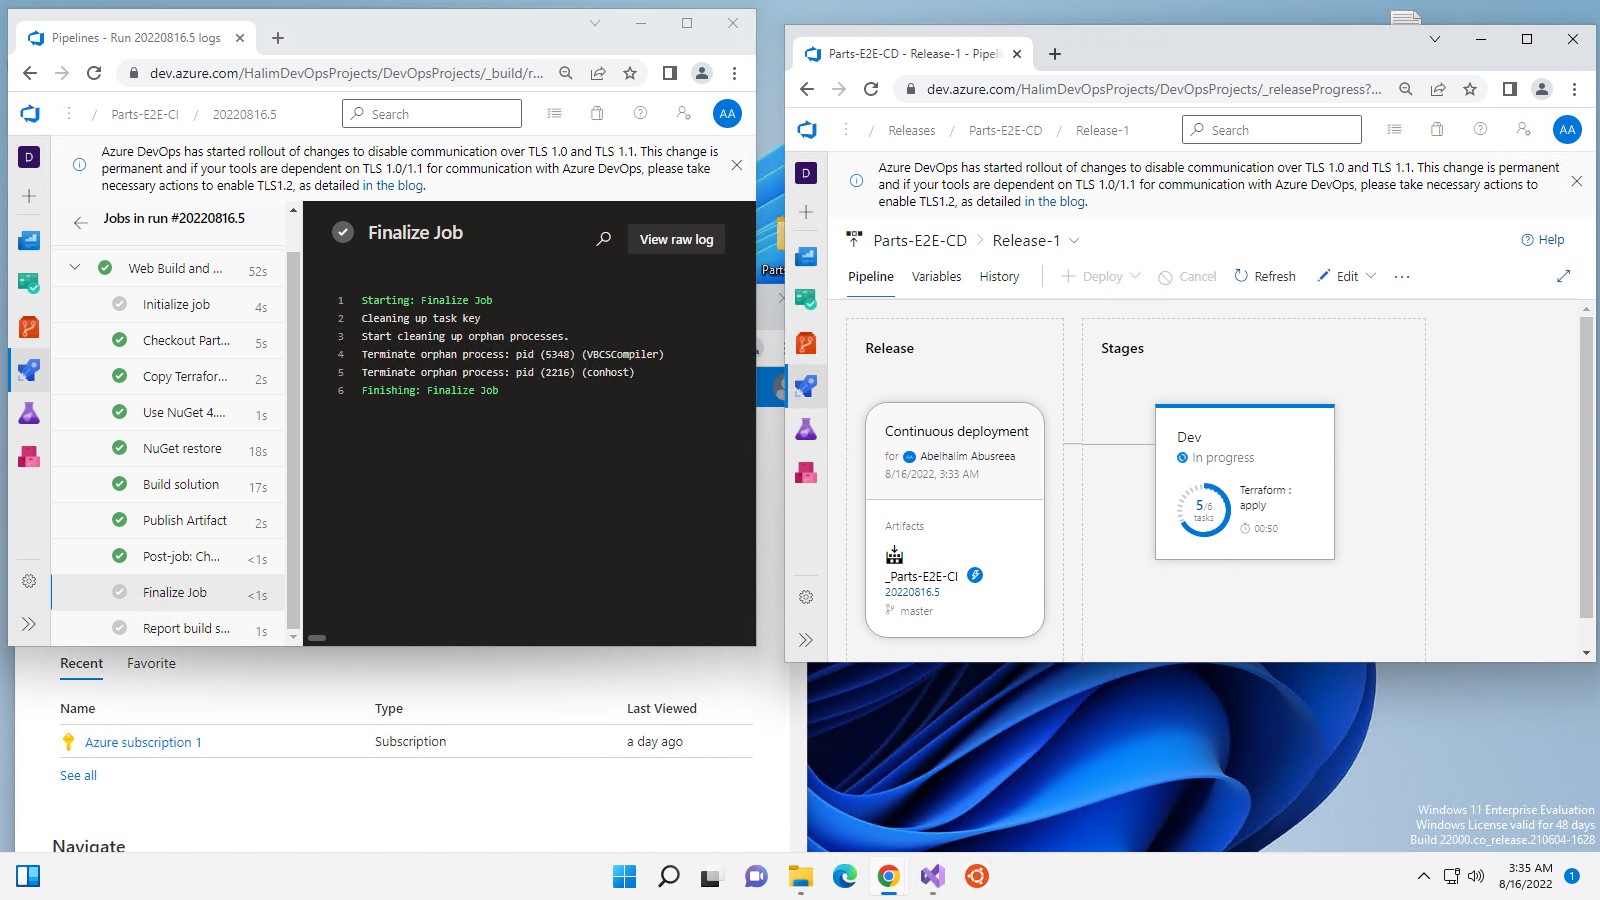 Pipelines - Run 20220816.5 logs
dev.azure.com/HalimDevOpsProjects/DevOpsProjects/_build/r...
/ Parts-E2E-CI / 20220816.5
Search
AA
D
Azure DevOps has started rollout of changes to disable communication over TLS 1.0 and TLS 1.1. This change is
permanent and if your tools are dependent on TLS 1.0/1.1 for communication with Azure DevOps, please take
necessary actions to enable TLS1.2, as detailed in the blog.
Jobs in run #20220816.5
Web Build and ... 52s
Initialize job 4s
Checkout Part... 5s
Copy Terrafor... 2s
Use NuGet 4.... 1s
NuGet restore 18s
Build solution 17s
Publish Artifact 2s
Post-job: Ch... <1s
Finalize Job <1s
Report build s... 1s
Finalize Job
View raw log
1 Starting: Finalize Job
2 Cleaning up task key
3 Start cleaning up orphan processes.
4 Terminate orphan process: pid (5348) (VBCSCompiler)
5 Terminate orphan process: pid (2216) (conhost)
6 Finishing: Finalize Job
Parts
Recent Favorite
Name Type Last Viewed
Azure subscription 1 Subscription a day ago
See all
Navigate
Parts-E2E-CD - Release-1 - Pipeli
dev.azure.com/HalimDevOpsProjects/DevOpsProjects/_releaseProgress?...
/ Releases / Parts-E2E-CD / Release-1
Search
AA
D
Azure DevOps has started rollout of changes to disable communication over TLS 1.0 and TLS 1.1. This change is permanent
and if your tools are dependent on TLS 1.0/1.1 for communication with Azure DevOps, please take necessary actions to
enable TLS1.2, as detailed in the blog.
Parts-E2E-CD > Release-1
Help
Pipeline Variables History Deploy Cancel Refresh Edit ...
Release
Stages
Continuous deployment
for AA Abelhalim Abusreea
8/16/2022, 3:33 AM
Artifacts
_Parts-E2E-CI
20220816.5
master
Dev
In progress
5/6
tasks
Terraform :
apply
00:50
Windows 11 Enterprise Evaluation
Windows License valid for 48 days
Build 22000.co_release.210604-1628
3:35 AM
8/16/2022
1